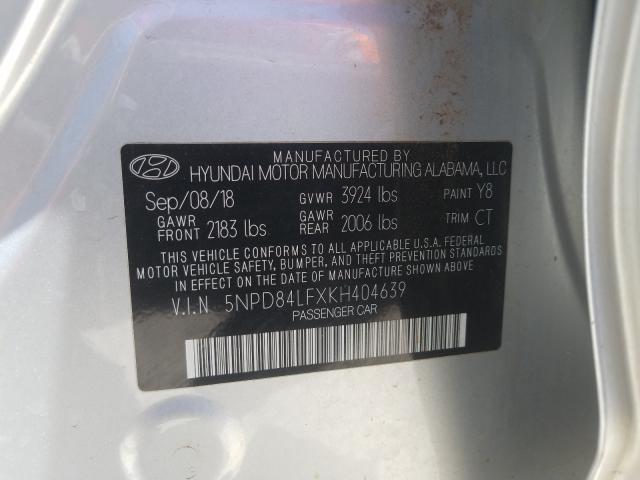 MANUFACTURED BY
HYUNDAI MOTOR MANUFACTURING ALABAMA, LLC
Sep/08/18 GVWR 3924 lbs PAINT Y8
GAWR FRONT 2183 lbs GAWR REAR 2006 lbs TRIM CT
THIS VEHICLE CONFORMS TO ALL APPLICABLE U.S.A. FEDERAL
MOTOR VEHICLE SAFETY, BUMPER, AND THEFT STANDARDS IN
EFFECT ON THE DATE OF MANUFACTURE SHOWN ABOVE.
V.I.N 5NPD84LFXKH404639
PASSENGER CAR